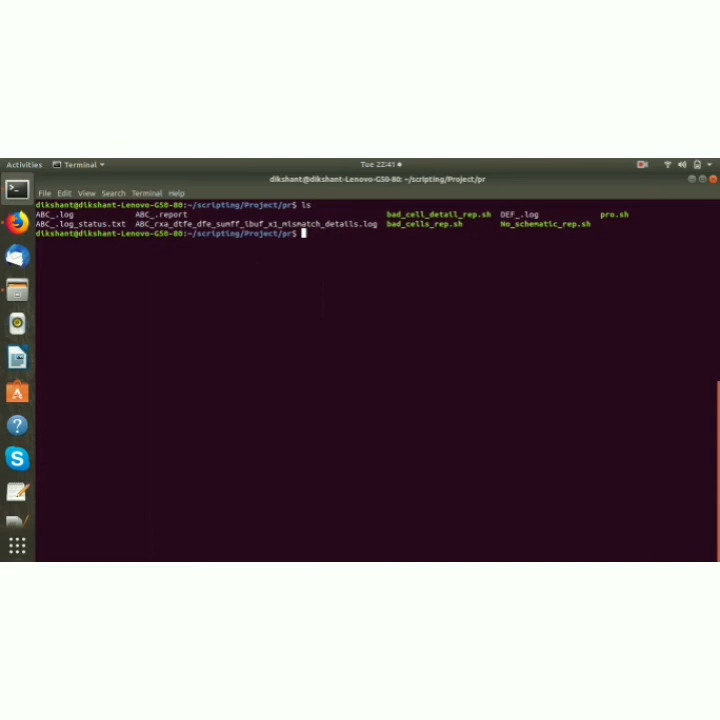 Activities Terminal Tue 22:41
dikshant@dikshant-Lenovo-G50-80: ~/scripting/Project/pr
File Edit View Search Terminal Help
dikshant@dikshant-Lenovo-G50-80:~/scripting/Project/pr$ ls
ABC_.log ABC_.report bad_cell_detail_rep.sh DEF_.log pro.sh
ABC_.log_status.txt ABC_rxa_dtfe_dfe_sumff_ibuf_x1_mismatch_details.log bad_cells_rep.sh No_schematic_rep.sh
dikshant@dikshant-Lenovo-G50-80:~/scripting/Project/pr$